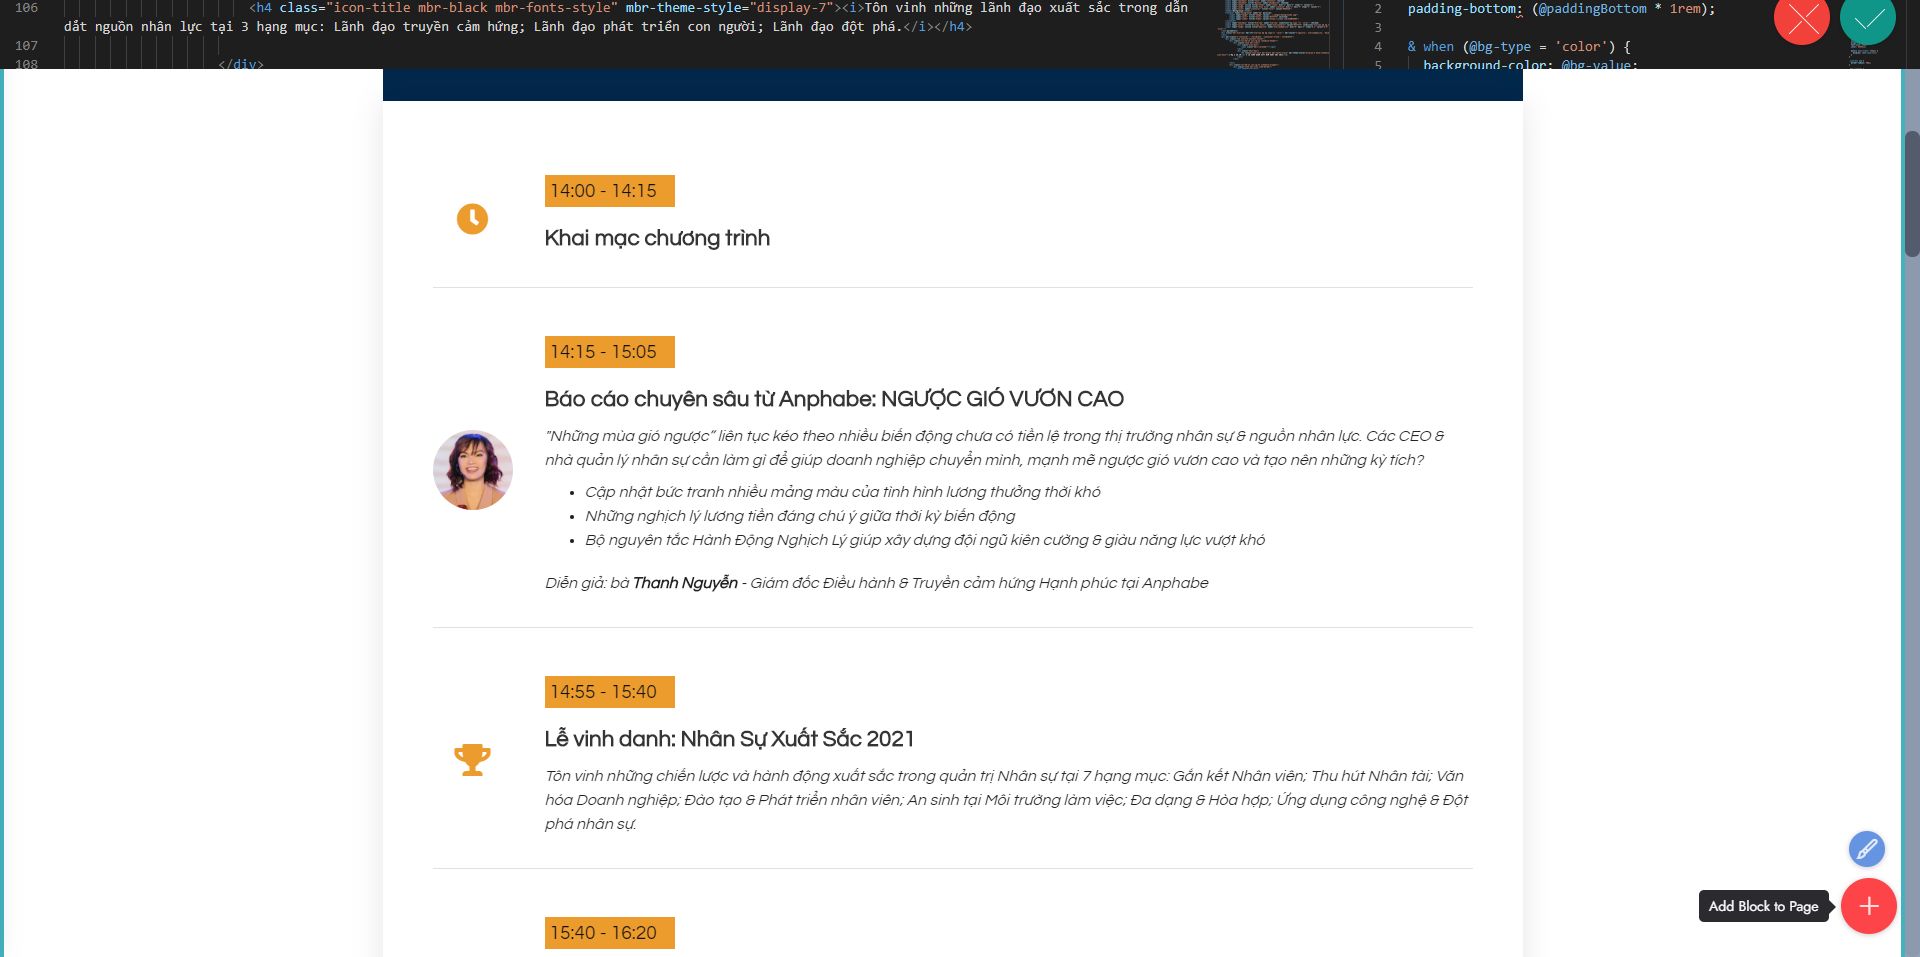 106 <h4 class="icon-title mbr-black mbr-fonts-style" mbr-theme-style="display-7"><i>Tôn vinh những lãnh đạo xuất sắc trong dẫn
dắt nguồn nhân lực tại 3 hạng mục: Lãnh đạo truyền cảm hứng; Lãnh đạo phát triển con người; Lãnh đạo đột phá.</i></h4>
107
108 </div>
2 padding-bottom: (@paddingBottom * 1rem);
3
4 & when (@bg-type = 'color') {
5 background-color: @bg-value;
14:00 - 14:15
Khai mạc chương trình
14:15 - 15:05
Báo cáo chuyên sâu từ Anphabe: NGƯỢC GIÓ VƯƠN CAO
"Những mùa gió ngược” liên tục kéo theo nhiều biến động chưa có tiền lệ trong thị trường nhân sự & nguồn nhân lực. Các CEO &
nhà quản lý nhân sự cần làm gì để giúp doanh nghiệp chuyển mình, mạnh mẽ ngược gió vươn cao và tạo nên những kỳ tích?
• Cập nhật bức tranh nhiều mảng màu của tình hình lương thưởng thời khó
• Những nghịch lý lương tiền đáng chú ý giữa thời kỳ biến động
• Bộ nguyên tắc Hành Động Nghịch Lý giúp xây dựng đội ngũ kiên cường & giàu năng lực vượt khó
Diễn giả: bà Thanh Nguyễn - Giám đốc Điều hành & Truyền cảm hứng Hạnh phúc tại Anphabe
14:55 - 15:40
Lễ vinh danh: Nhân Sự Xuất Sắc 2021
Tôn vinh những chiến lược và hành động xuất sắc trong quản trị Nhân sự tại 7 hạng mục: Gắn kết Nhân viên; Thu hút Nhân tài; Văn
hóa Doanh nghiệp; Đào tạo & Phát triển nhân viên; An sinh tại Môi trường làm việc; Đa dạng & Hòa hợp; Ứng dụng công nghệ & Đột
phá nhân sự.
15:40 - 16:20
Add Block to Page